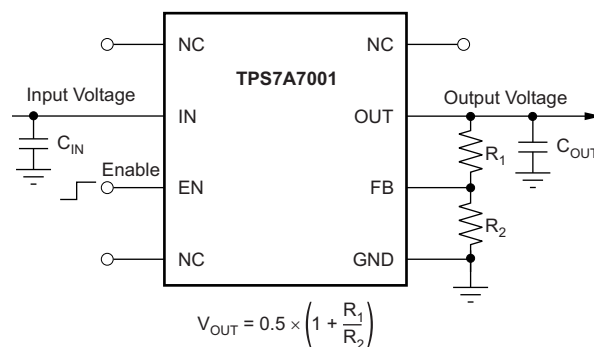 NC
NC
TPS7A7001
Input Voltage
IN
OUT
Output Voltage
C_IN
R_1
C_OUT
Enable
EN
FB
R_2
NC
GND
V_OUT = 0.5 × (1 + R_1/R_2)